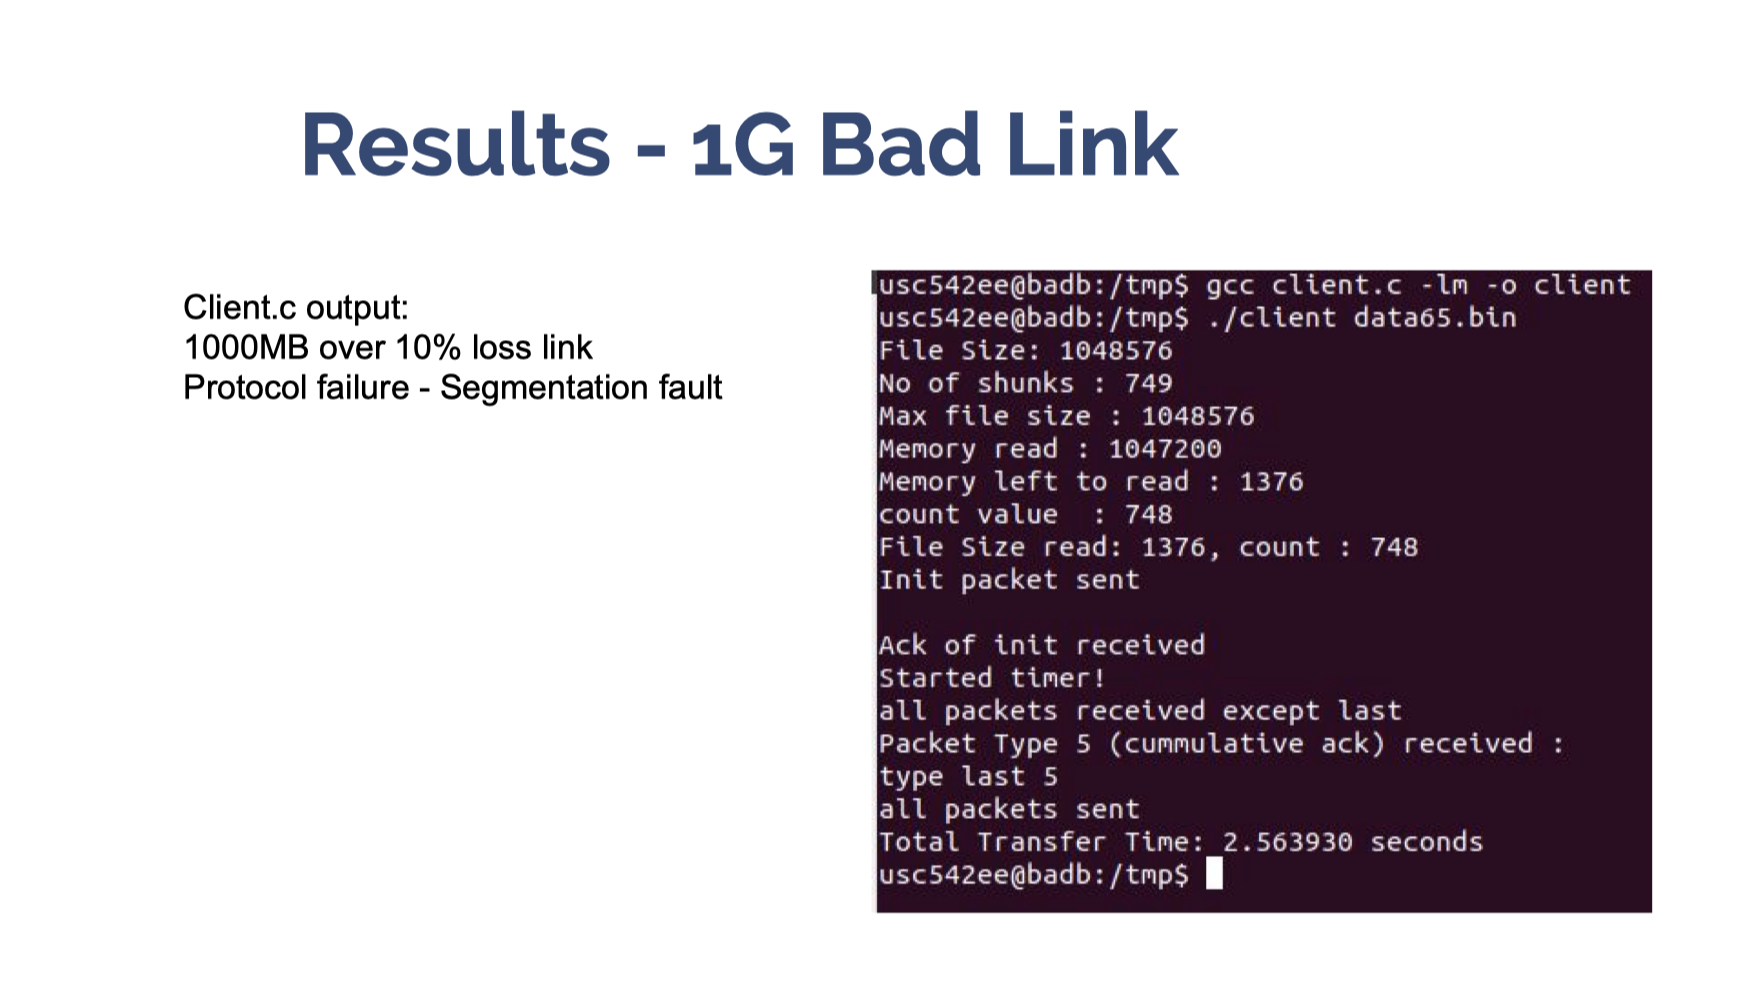 Results - 1G Bad Link
Client.c output:
1000MB over 10% loss link
Protocol failure - Segmentation fault
usc542ee@badb:/tmp$ gcc client.c -lm -o client
usc542ee@badb:/tmp$ ./client data65.bin
File Size: 1048576
No of shunks : 749
Max file size : 1048576
Memory read : 1047200
Memory left to read : 1376
count value  : 748
File Size read: 1376, count : 748
Init packet sent
Ack of init received
Started timer!
all packets received except last
Packet Type 5 (cummulative ack) received :
type last 5
all packets sent
Total Transfer Time: 2.563930 seconds
usc542ee@badb:/tmp$